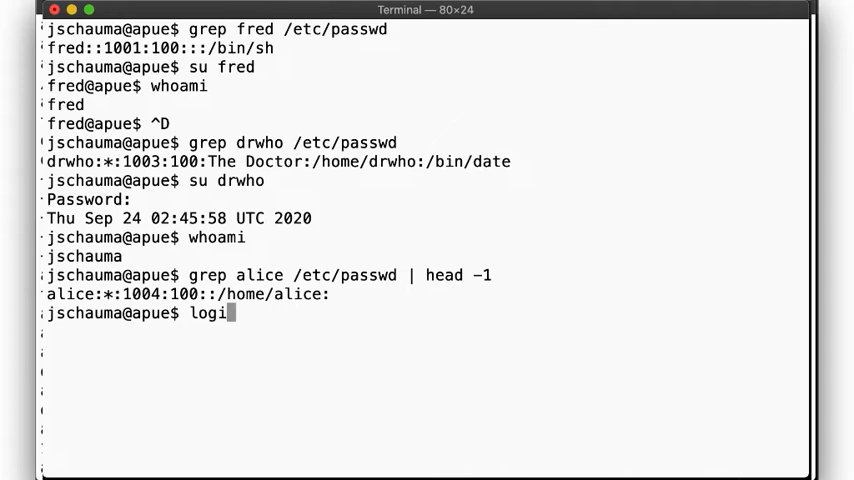 Terminal — 80×24
jschauma@apue$ grep fred /etc/passwd
fred::1001:100:::/bin/sh
jschauma@apue$ su fred
fred@apue$ whoami
fred
fred@apue$ ^D
jschauma@apue$ grep drwho /etc/passwd
drwho:*:1003:100:The Doctor:/home/drwho:/bin/date
jschauma@apue$ su drwho
Password:
Thu Sep 24 02:45:58 UTC 2020
jschauma@apue$ whoami
jschauma
jschauma@apue$ grep alice /etc/passwd | head -1
alice:*:1004:100::/home/alice:
jschauma@apue$ logi